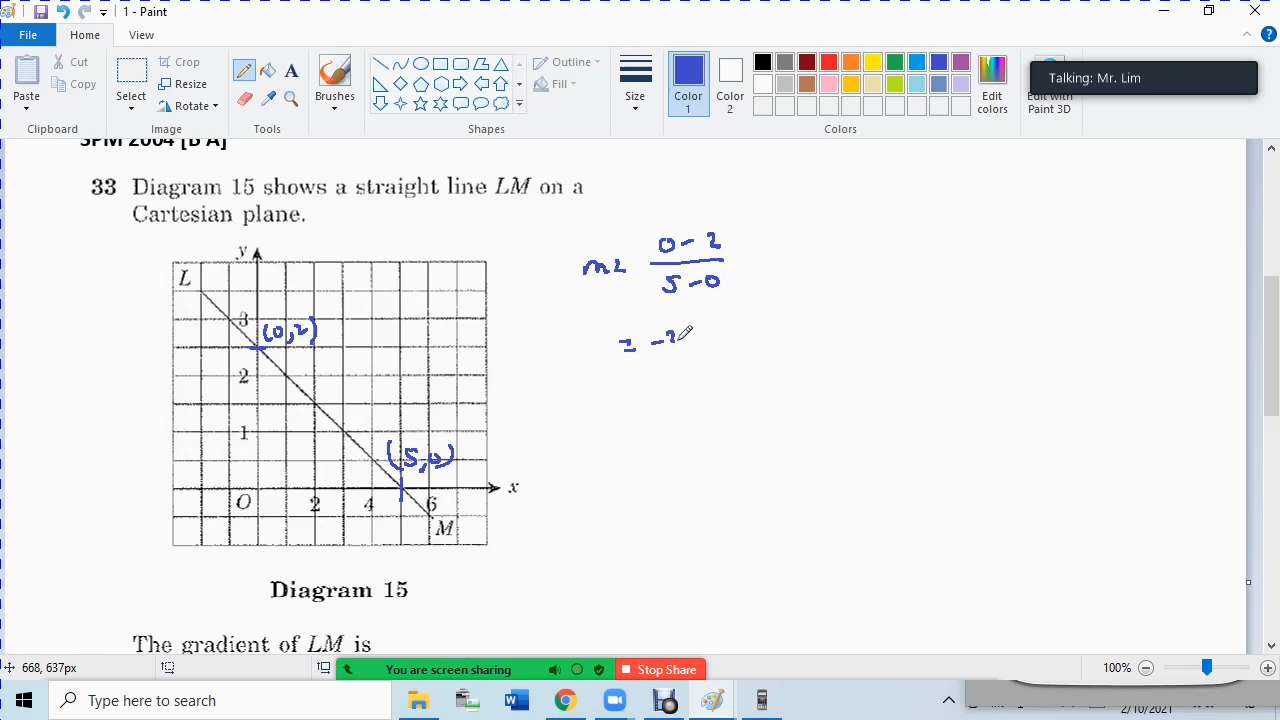 1 - Paint
File
Home
View
Paste
Cut
Copy
Clipboard
Select
Crop
Resize
Rotate
Image
Tools
Brushes
Shapes
Outline
Fill
Size
Color 1
Color 2
Edit colors
Edit with Paint 3D
Colors
Talking: Mr. Lim
SPM 2004 [B A]
33 Diagram 15 shows a straight line LM on a
Cartesian plane.
y
L
3
(0,2)
2
1
(5,0)
O
2
4
6
x
M
Diagram 15
The gradient of LM is
m=
0-2
5-0
= -2
668, 637px
You are screen sharing
Stop Share
100%
Type here to search
2/10/2021